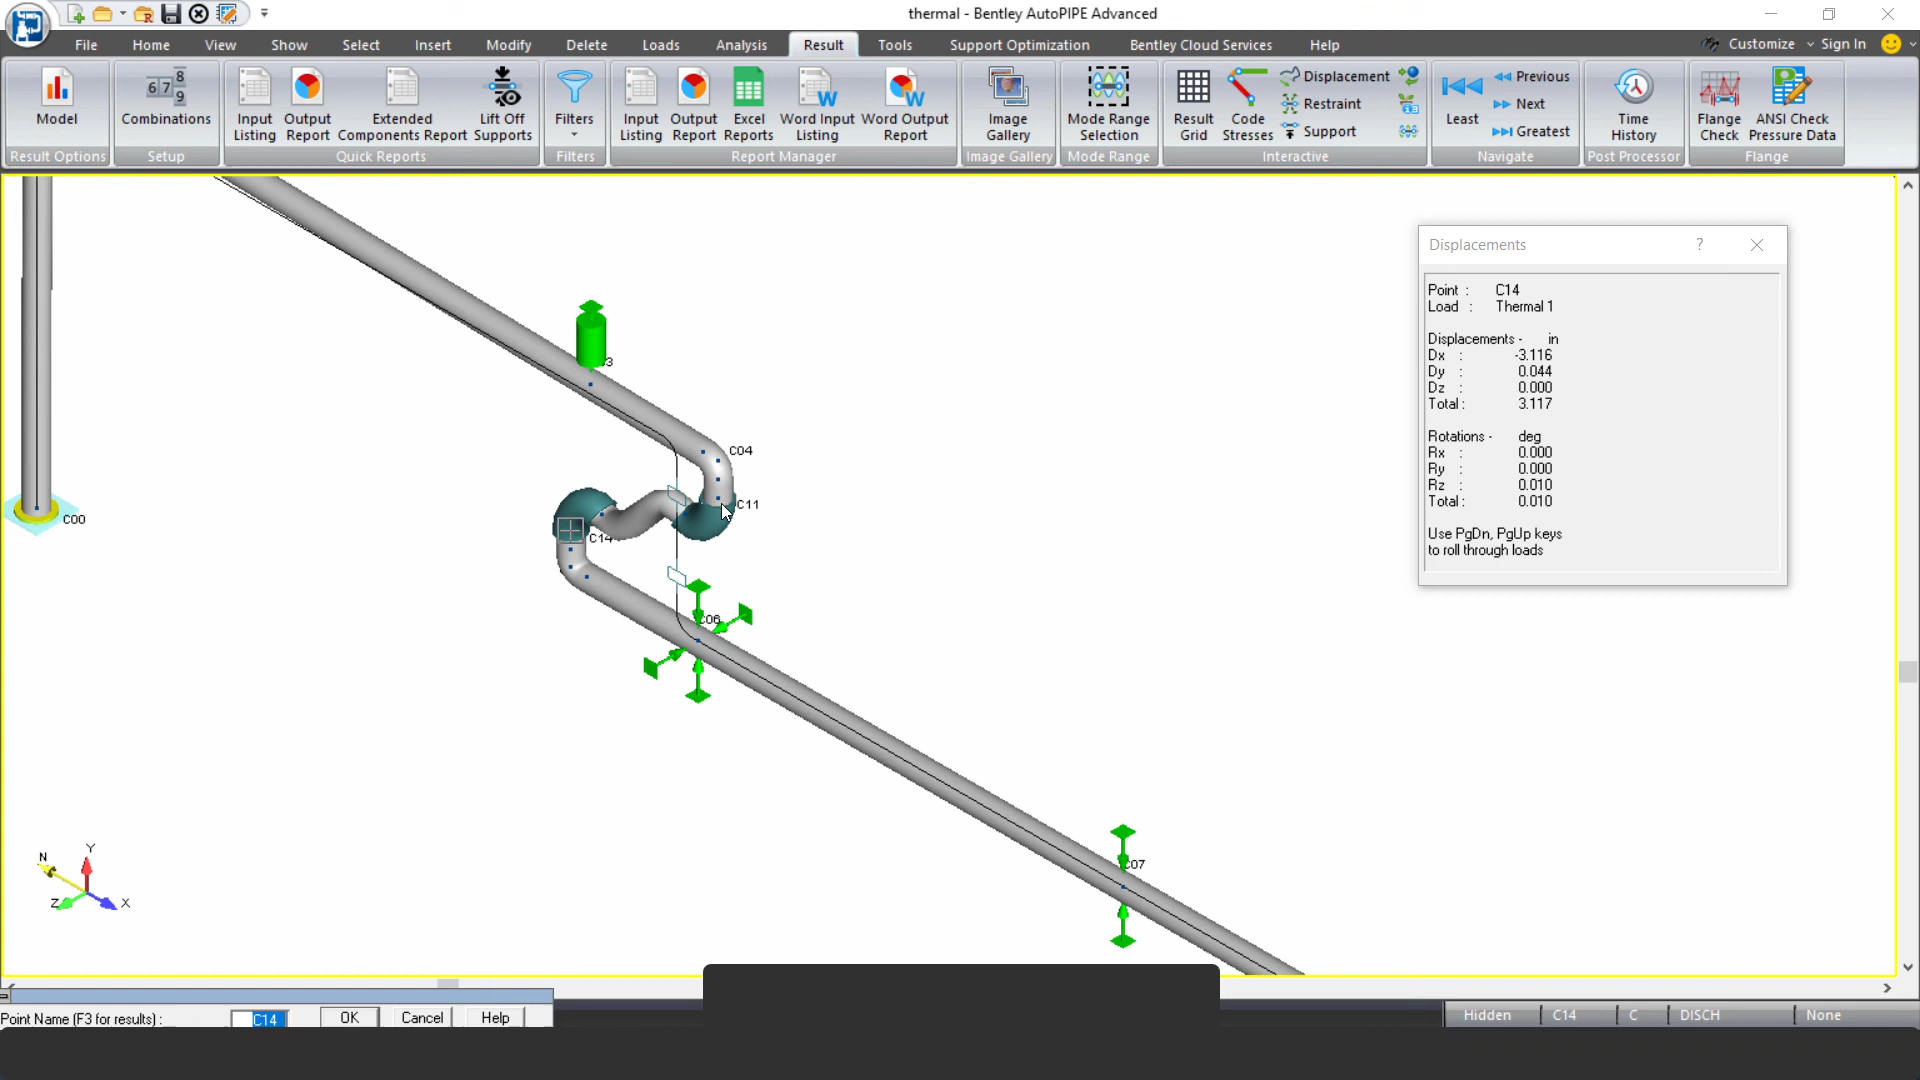 thermal - Bentley AutoPIPE Advanced
File Home View Show Select Insert Modify Delete Loads Analysis Result Tools Support Optimization Bentley Cloud Services Help Customize Sign In
Model
Result Options
Combinations
Setup
Input Listing
Output Report
Extended Components Report
Lift Off Supports
Quick Reports
Filters
Filters
Input Listing
Output Report
Excel Reports
Word Input Listing
Word Output Report
Report Manager
Image Gallery
Image Gallery
Mode Range Selection
Mode Range
Result Grid
Code Stresses
Displacement
Restraint
Support
Interactive
Least
Previous
Next
Greatest
Navigate
Time History
Post Processor
Flange Check
ANSI Check Pressure Data
Flange
Displacements ?
Point : C14
Load : Thermal 1
Displacements - in
Dx : -3.116
Dy : 0.044
Dz : 0.000
Total : 3.117
Rotations - deg
Rx : 0.000
Ry : 0.000
Rz : 0.010
Total : 0.010
Use PgDn, PgUp keys
to roll through loads
3
C04
C11
C14
C00
C06
C07
N Y
Z X
Point Name (F3 for results) : C14 OK Cancel Help
Hidden C14 C DISCH None